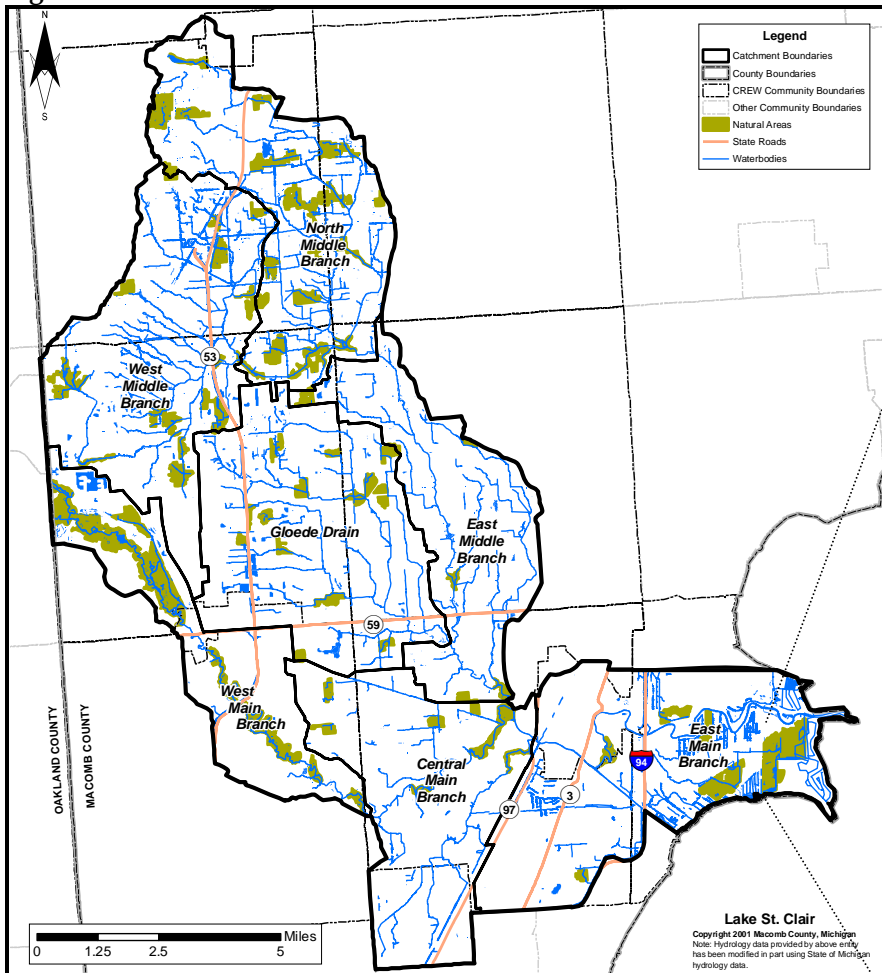 N
S
Legend
Catchment Boundaries
County Boundaries
CREW Community Boundaries
Other Community Boundaries
Natural Areas
State Roads
Waterbodies
North
Middle
Branch
53
West
Middle
Branch
Gloede Drain
East
Middle
Branch
59
West
Main
Branch
OAKLAND COUNTY
MACOMB COUNTY
Central
Main
Branch
East
Main
Branch
94
97
3
Miles
0
1.25
2.5
5
Lake St. Clair
Copyright 2001 Macomb County, Michigan
Note: Hydrology data provided by above entity
has been modified in part using State of Michigan
hydrology data.